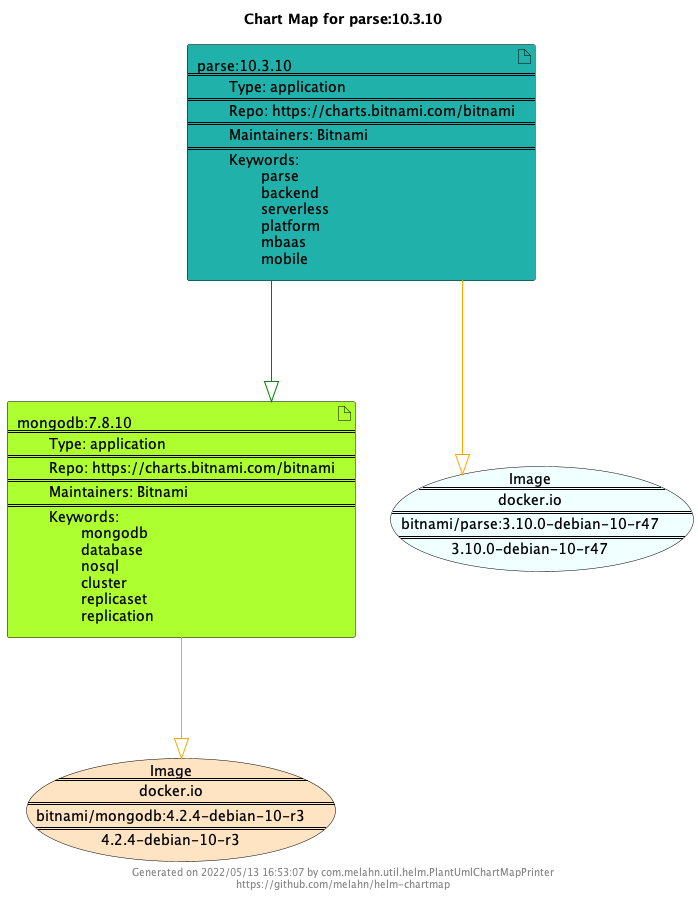 Chart Map for parse:10.3.10
parse:10.3.10
Type: application
Repo: https://charts.bitnami.com/bitnami
Maintainers: Bitnami
Keywords:
parse
backend
serverless
platform
mbaas
mobile
mongodb:7.8.10
Type: application
Repo: https://charts.bitnami.com/bitnami
Maintainers: Bitnami
Keywords:
mongodb
database
nosql
cluster
replicaset
replication
Image
docker.io
bitnami/parse:3.10.0-debian-10-r47
3.10.0-debian-10-r47
Image
docker.io
bitnami/mongodb:4.2.4-debian-10-r3
4.2.4-debian-10-r3
Generated on 2022/05/13 16:53:07 by com.melahn.util.helm.PlantUmlChartMapPrinter
https://github.com/melahn/helm-chartmap